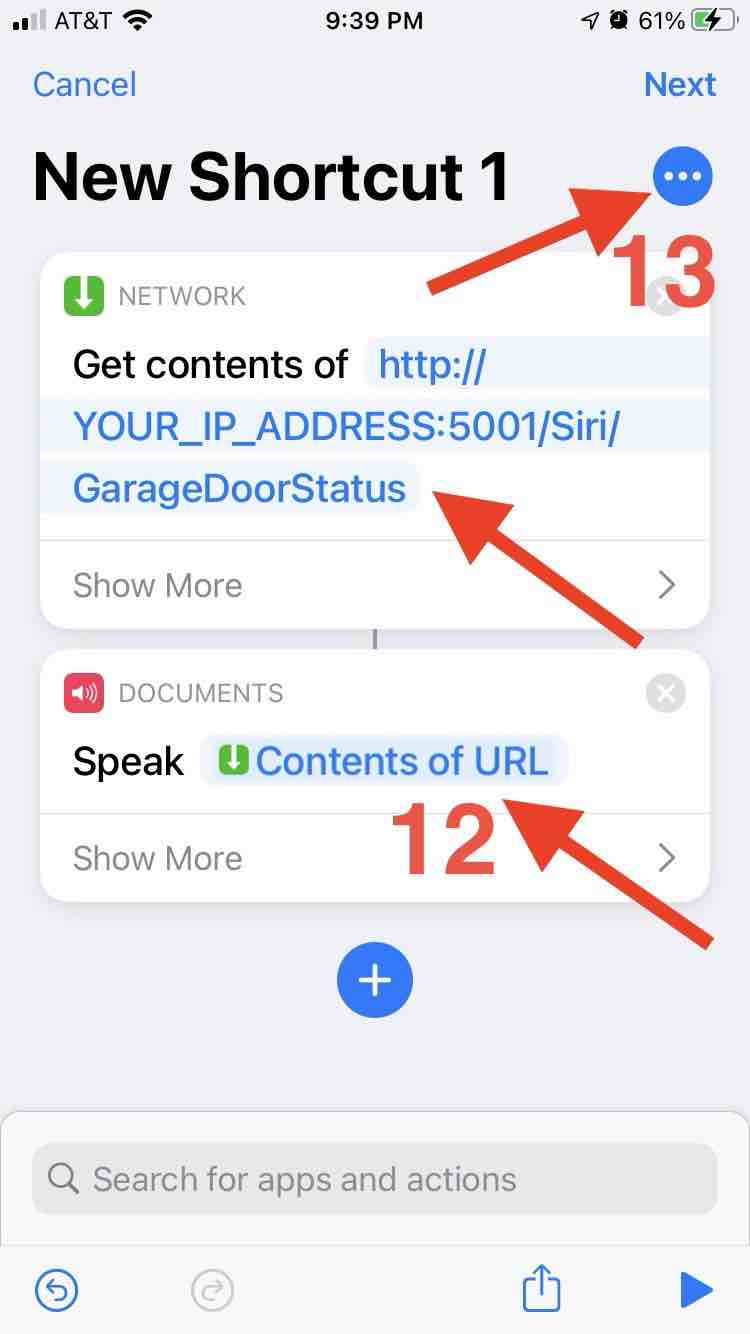 AT&T 9:39 PM 61%
Cancel Next
New Shortcut 1
13
NETWORK
Get contents of http://
YOUR_IP_ADDRESS:5001/Siri/
GarageDoorStatus
Show More
DOCUMENTS
Speak Contents of URL
12
Show More
Search for apps and actions